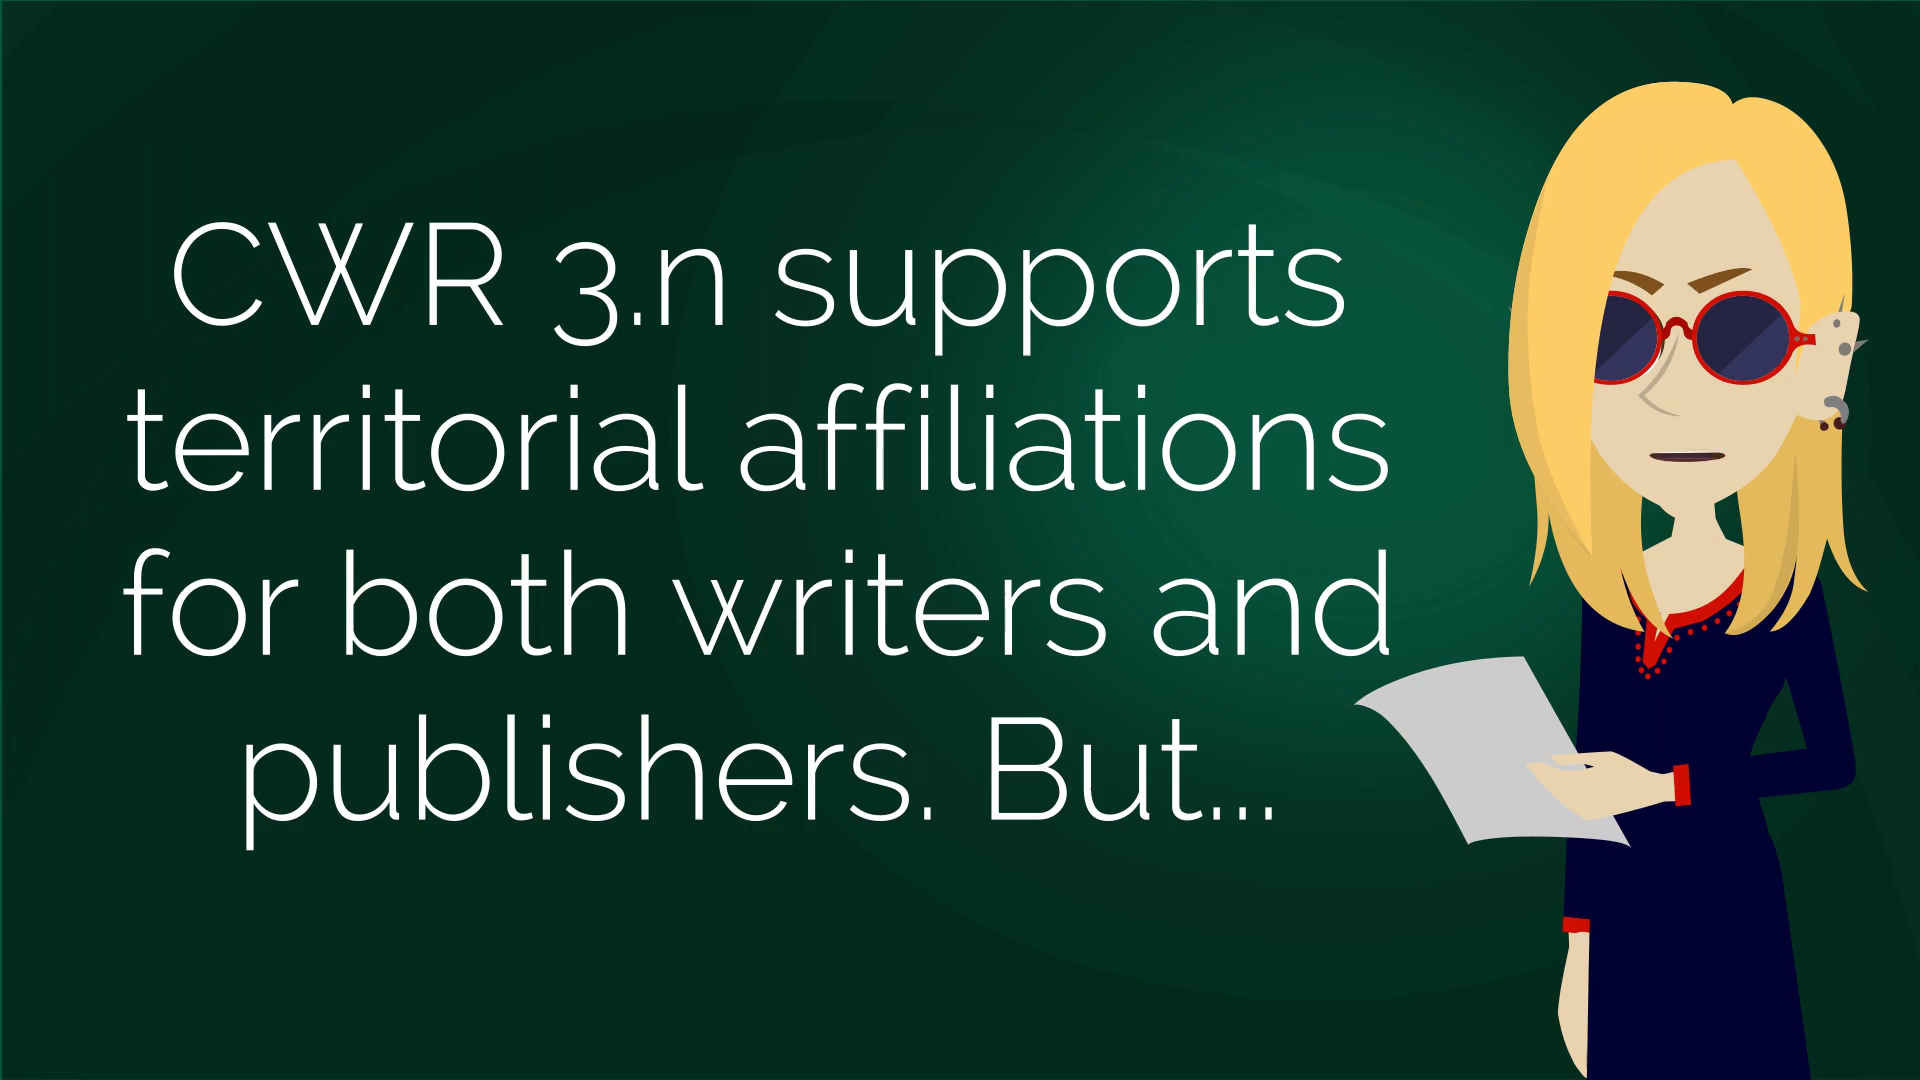 CWR 3.n supports
territorial affiliations
for both writers and
publishers. But...